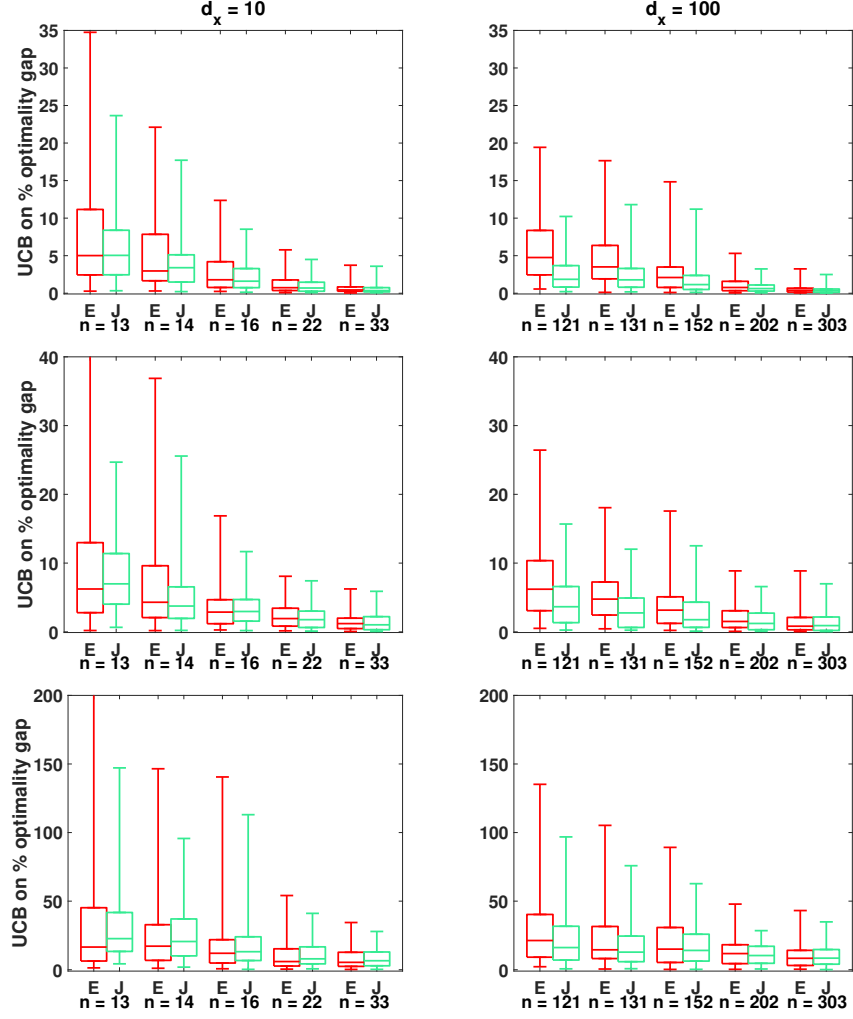 d_x = 10
d_x = 100
UCB on % optimality gap
35
30
25
20
15
10
5
0
E J E J E J E J E J
n = 13 n = 14 n = 16 n = 22 n = 33
35
30
25
20
15
10
5
0
E J E J E J E J E J
n = 121 n = 131 n = 152 n = 202 n = 303
UCB on % optimality gap
40
30
20
10
0
E J E J E J E J E J
n = 13 n = 14 n = 16 n = 22 n = 33
40
30
20
10
0
E J E J E J E J E J
n = 121 n = 131 n = 152 n = 202 n = 303
UCB on % optimality gap
200
150
100
50
0
E J E J E J E J E J
n = 13 n = 14 n = 16 n = 22 n = 33
200
150
100
50
0
E J E J E J E J E J
n = 121 n = 131 n = 152 n = 202 n = 303